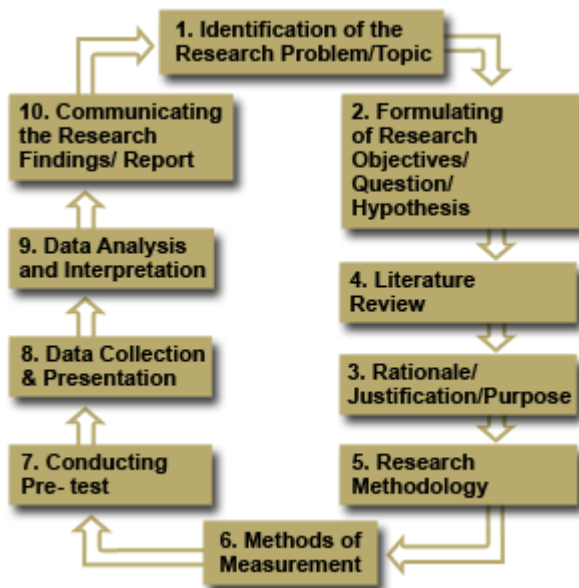 1. Identification of the
Research Problem/Topic
2. Formulating
of Research
Objectives/
Question/
Hypothesis
4. Literature
Review
3. Rationale/
Justification/Purpose
5. Research
Methodology
6. Methods of
Measurement
7. Conducting
Pre- test
8. Data Collection
& Presentation
9. Data Analysis
and Interpretation
10. Communicating
the Research
Findings/ Report